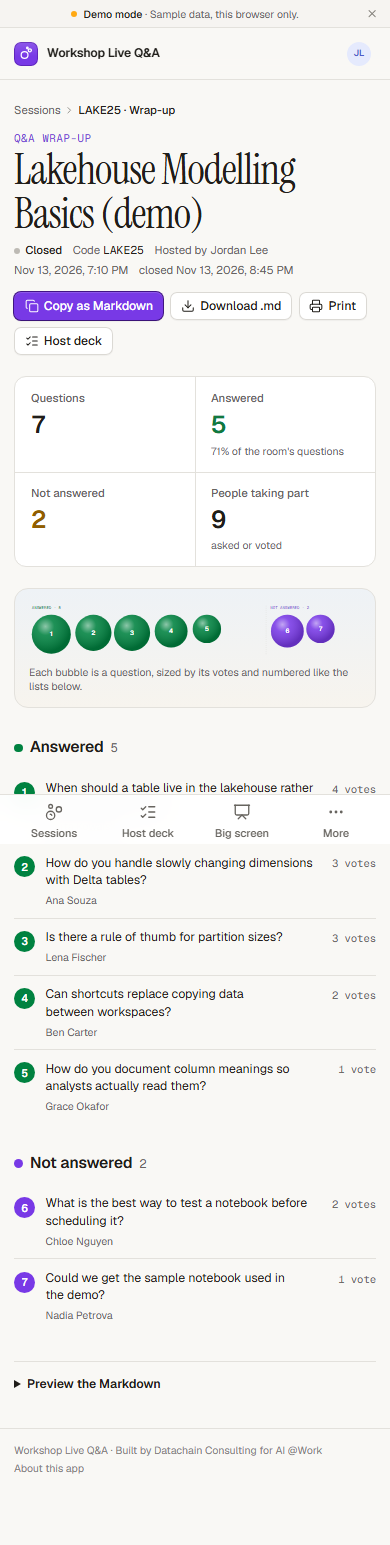 Demo mode · Sample data, this browser only.
Workshop Live Q&A
JL
Sessions > LAKE25 · Wrap-up
Q&A WRAP-UP
Lakehouse Modelling
Basics (demo)
Closed Code LAKE25 Hosted by Jordan Lee
Nov 13, 2026, 7:10 PM closed Nov 13, 2026, 8:45 PM
Copy as Markdown
Download .md
Print
Host deck
Questions
7
Answered
5
71% of the room's questions
Not answered
2
People taking part
9
asked or voted
ANSWERED · 5
NOT ANSWERED · 2
1 2 3 4 5 6 7
Each bubble is a question, sized by its votes and numbered like the
lists below.
Answered 5
1 When should a table live in the lakehouse rather 4 votes
Sessions
Host deck
Big screen
More
2 How do you handle slowly changing dimensions 3 votes
with Delta tables?
Ana Souza
3 Is there a rule of thumb for partition sizes? 3 votes
Lena Fischer
4 Can shortcuts replace copying data 2 votes
between workspaces?
Ben Carter
5 How do you document column meanings so 1 vote
analysts actually read them?
Grace Okafor
Not answered 2
6 What is the best way to test a notebook before 2 votes
scheduling it?
Chloe Nguyen
7 Could we get the sample notebook used in 1 vote
the demo?
Nadia Petrova
Preview the Markdown
Workshop Live Q&A · Built by Datachain Consulting for AI @Work
About this app